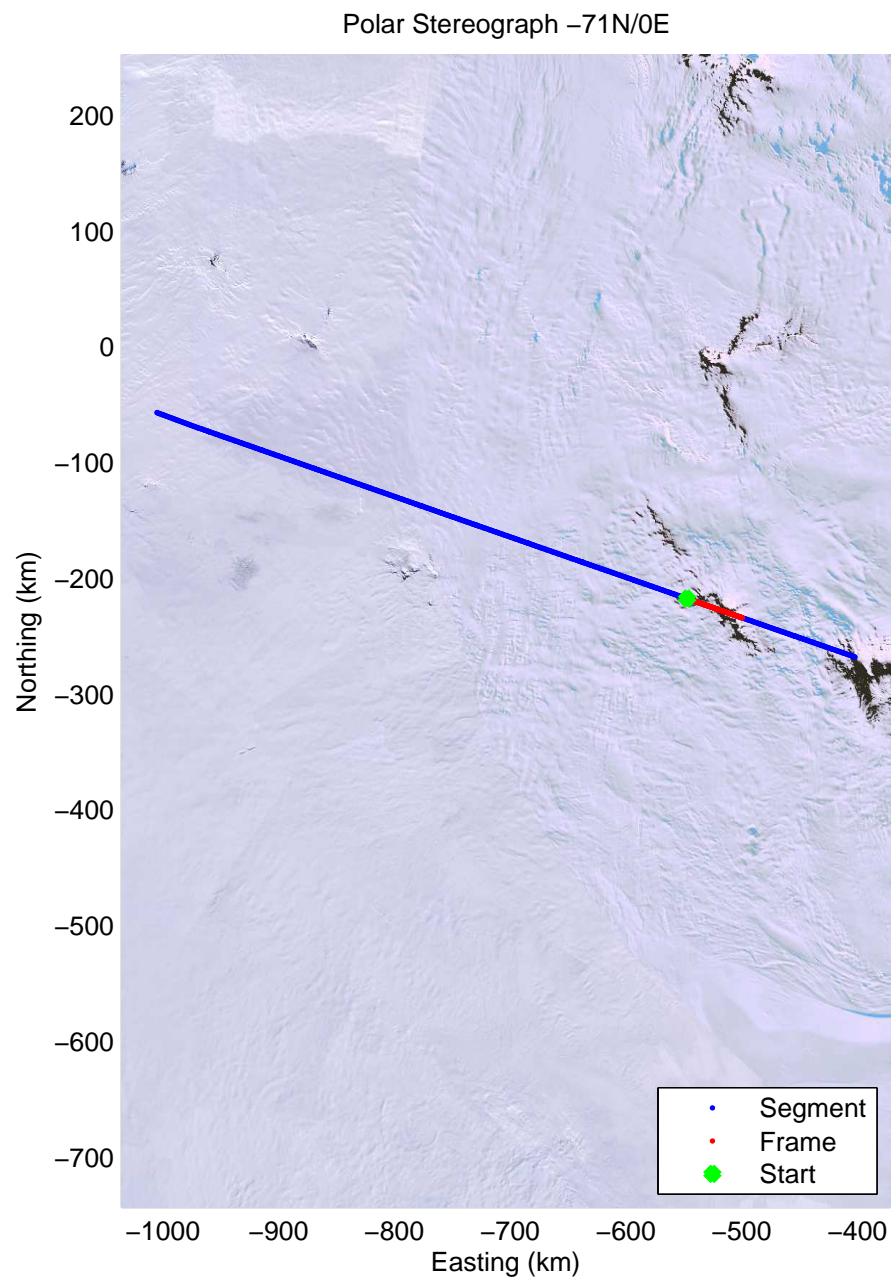 Polar Stereograph −71N/0E
200
100
0
−100
−200
−300
−400
−500
−600
−700
Northing (km)
−1000 −900 −800 −700 −600 −500 −400
Easting (km)
Segment
Frame
Start